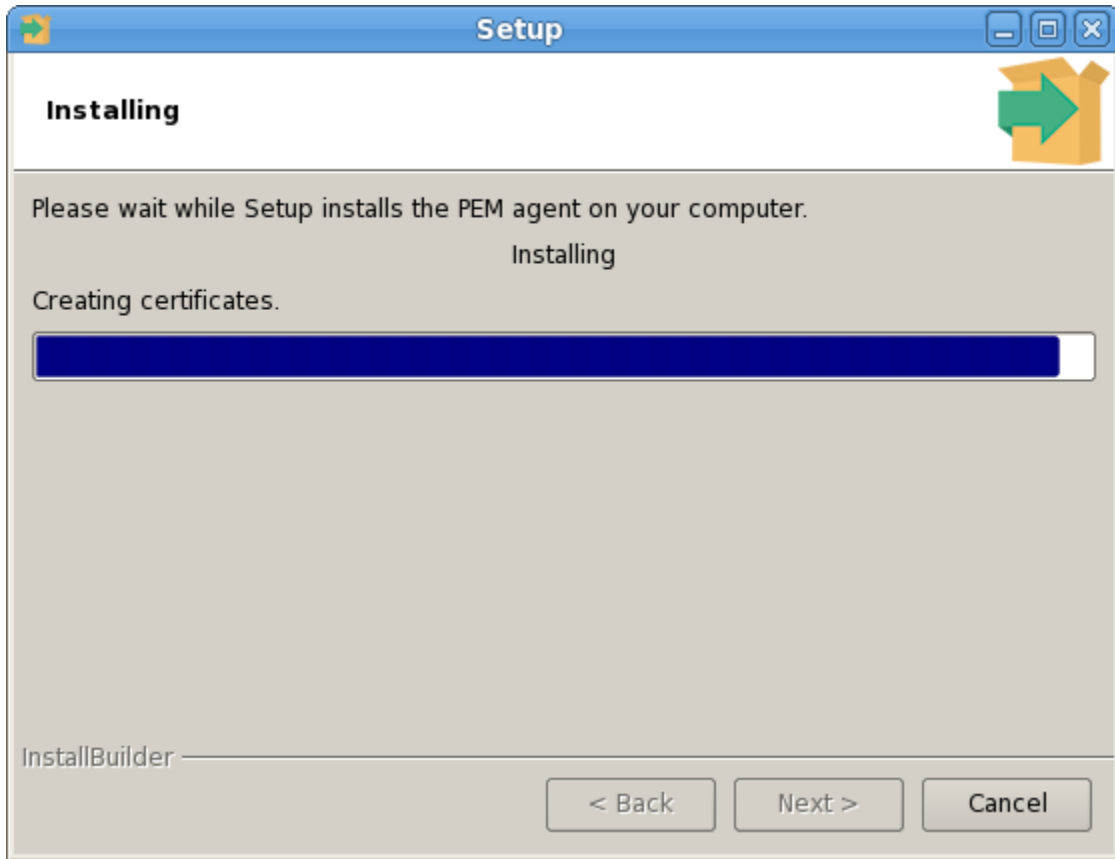 Setup
Installing
Please wait while Setup installs the PEM agent on your computer.
Installing
Creating certificates.
InstallBuilder
< Back
Next >
Cancel